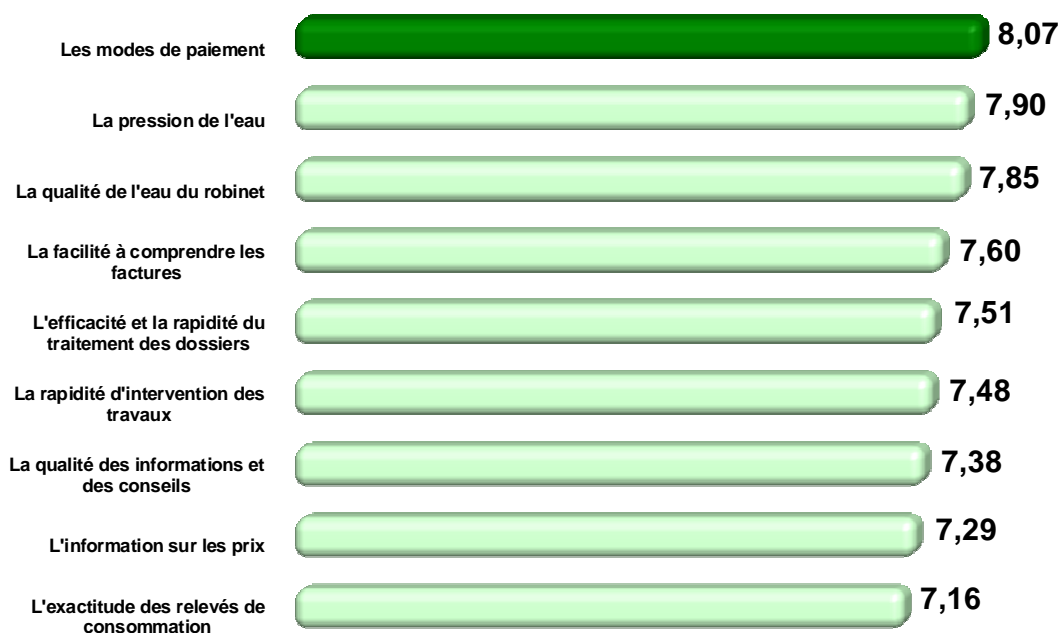 Les modes de paiement
8,07
La pression de l'eau
7,90
La qualité de l'eau du robinet
7,85
La facilité à comprendre les
factures
7,60
L'efficacité et la rapidité du
traitement des dossiers
7,51
La rapidité d'intervention des
travaux
7,48
La qualité des informations et
des conseils
7,38
L'information sur les prix
7,29
L'exactitude des relevés de
consommation
7,16